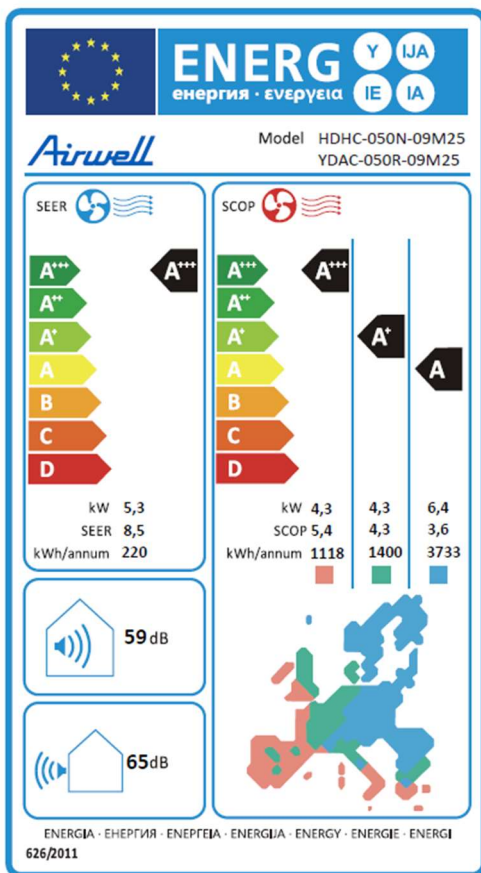 ENERG
енергия · ενεργεια
Y IJA
IE IA
Airwell
Model HDHC-050N-09M25
YDAC-050R-09M25
SEER
A+++ A+++
A++
A+
A
B
C
D
kW 5,3
SEER 8,5
kWh/annum 220
SCOP
A+++ A+++
A++
A+ A+
A A
B
C
D
kW 4,3 4,3 6,4
SCOP 5,4 4,3 3,6
kWh/annum 1118 1400 3733
59 dB
65dB
ENERGIA · ЕНЕРГИЯ · ΕΝΕΡΓΕΙΑ · ENERGIJA · ENERGY · ENERGIE · ENERGI
626/2011